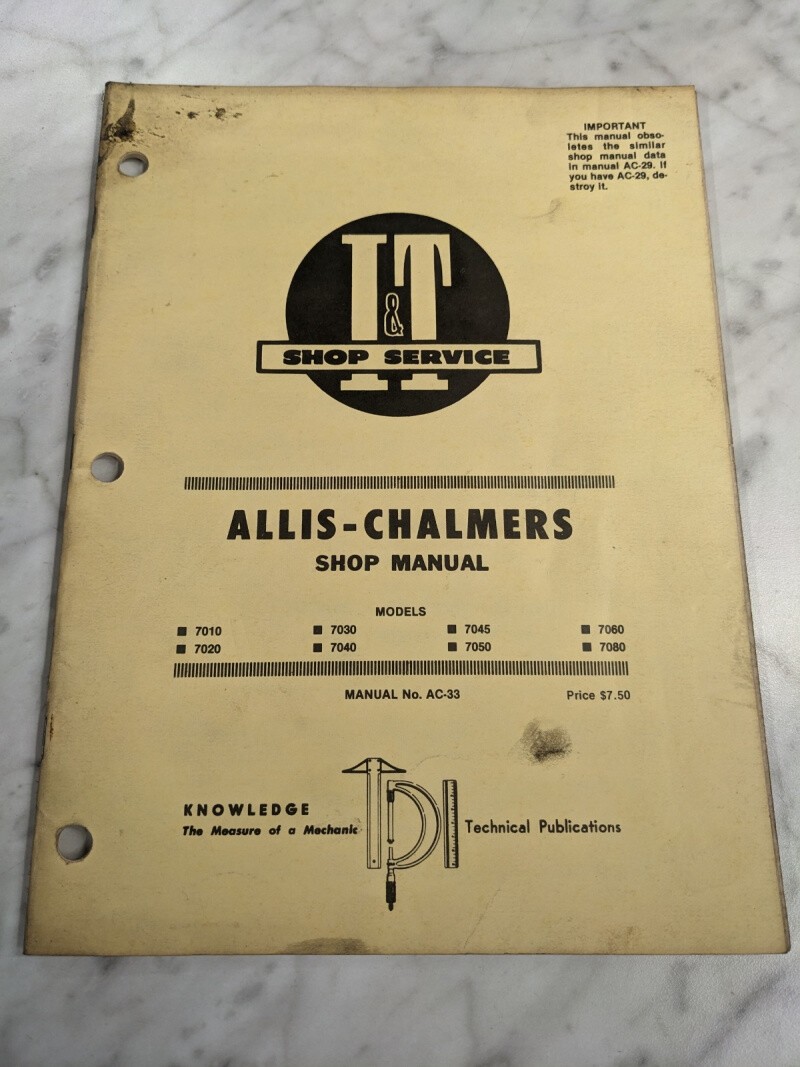 IMPORTANT
This manual obso-
letes the similar
shop manual data
in manual AC-29. If
you have AC-29, de-
stroy it.
I&T
SHOP SERVICE
ALLIS-CHALMERS
SHOP MANUAL
MODELS
■ 7010 ■ 7030 ■ 7045 ■ 7060
■ 7020 ■ 7040 ■ 7050 ■ 7080
MANUAL No. AC-33 Price $7.50
KNOWLEDGE
The Measure of a Mechanic
TPI
Technical Publications